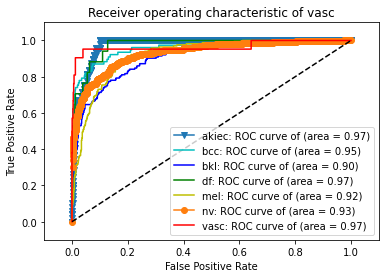 Receiver operating characteristic of vasc
True Positive Rate
1.0
0.8
0.6
0.4
0.2
0.0
akiec: ROC curve of (area = 0.97)
bcc: ROC curve of (area = 0.95)
bkl: ROC curve of (area = 0.90)
df: ROC curve of (area = 0.97)
mel: ROC curve of (area = 0.92)
nv: ROC curve of (area = 0.93)
vasc: ROC curve of (area = 0.97)
0.0 0.2 0.4 0.6 0.8 1.0
False Positive Rate